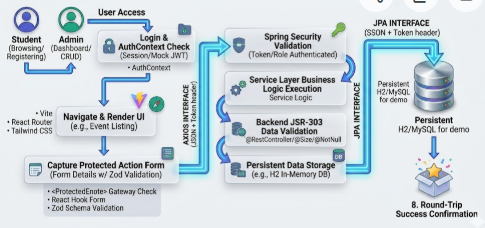 User Access
Student
(Browsing/
Registering)
Admin
(Dashboard/
CRUD)
Login &
AuthContext Check
(Session/Mock JWT)
• AuthContext
• Vite
• React Router
• Tailwind CSS
Navigate & Render UI
(e.g., Event Listing)
Capture Protected Action Form
(Form Details w/ Zod Validation)
• <ProtectedEnote> Gateway Check
• React Hook Form
• Zod Schema Validation
AXIOS INTERFACE
(JSON + Token header)
Spring Security
Validation
(Token/Role Authenticated)
Service Layer Business
Logic Execution
Service Logic
Backend JSR-303
Data Validation
@RestController/@Size/@NotNull
Persistent Data Storage
(e.g., H2 In-Memory DB)
DB
JPA INTERFACE
JPA INTERFACE
(SSON + Token header)
Persistent
H2/MySQL for demo
Persistent
H2/MySQL for demo
8. Round-Trip
Success Confirmation